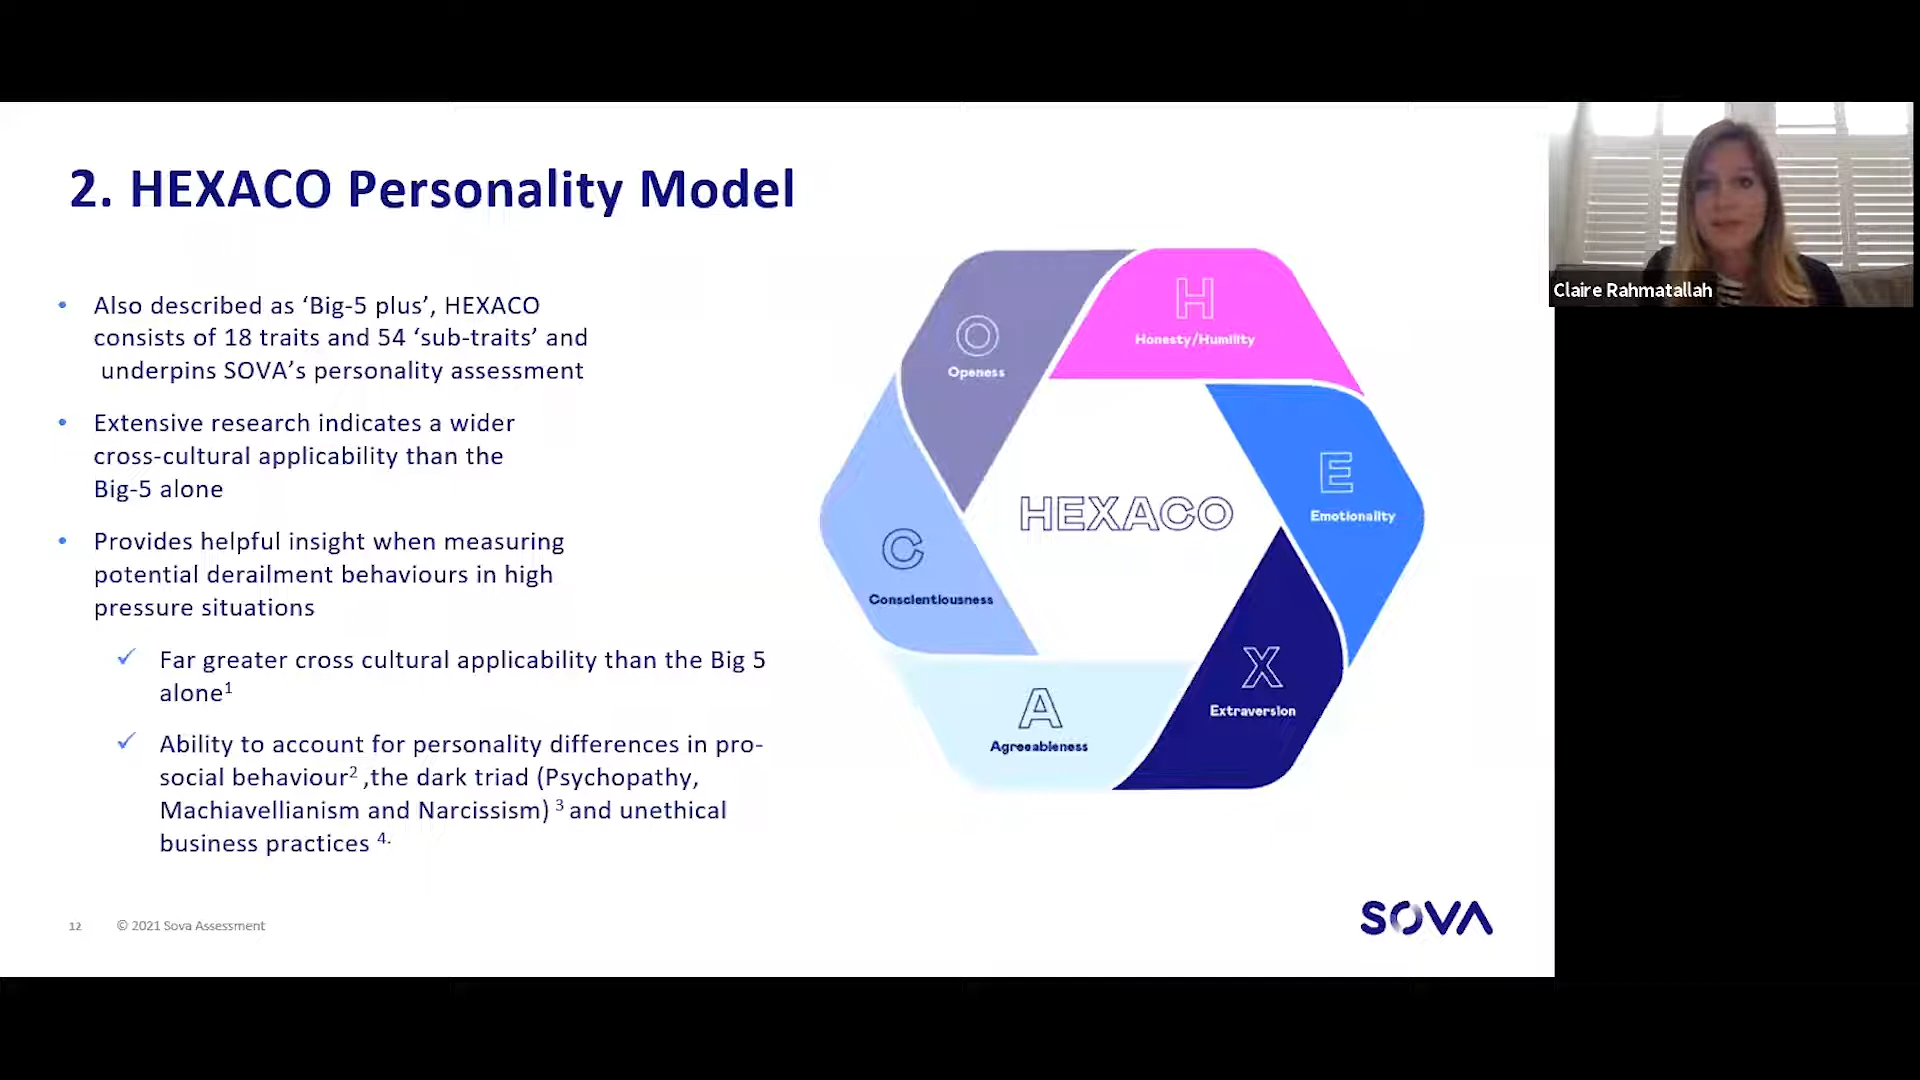 2. HEXACO Personality Model
• Also described as ‘Big-5 plus’, HEXACO
consists of 18 traits and 54 ‘sub-traits’ and
underpins SOVA’s personality assessment
• Extensive research indicates a wider
cross-cultural applicability than the
Big-5 alone
• Provides helpful insight when measuring
potential derailment behaviours in high
pressure situations
✓ Far greater cross cultural applicability than the Big 5
alone1
✓ Ability to account for personality differences in pro-
social behaviour2 ,the dark triad (Psychopathy,
Machiavellianism and Narcissism) 3 and unethical
business practices 4.
H
Honesty/Humility
E
Emotionality
X
Extraversion
A
Agreeableness
C
Conscientiousness
O
Openess
HEXACO
12 © 2021 Sova Assessment
SOVA
Claire Rahmatallah